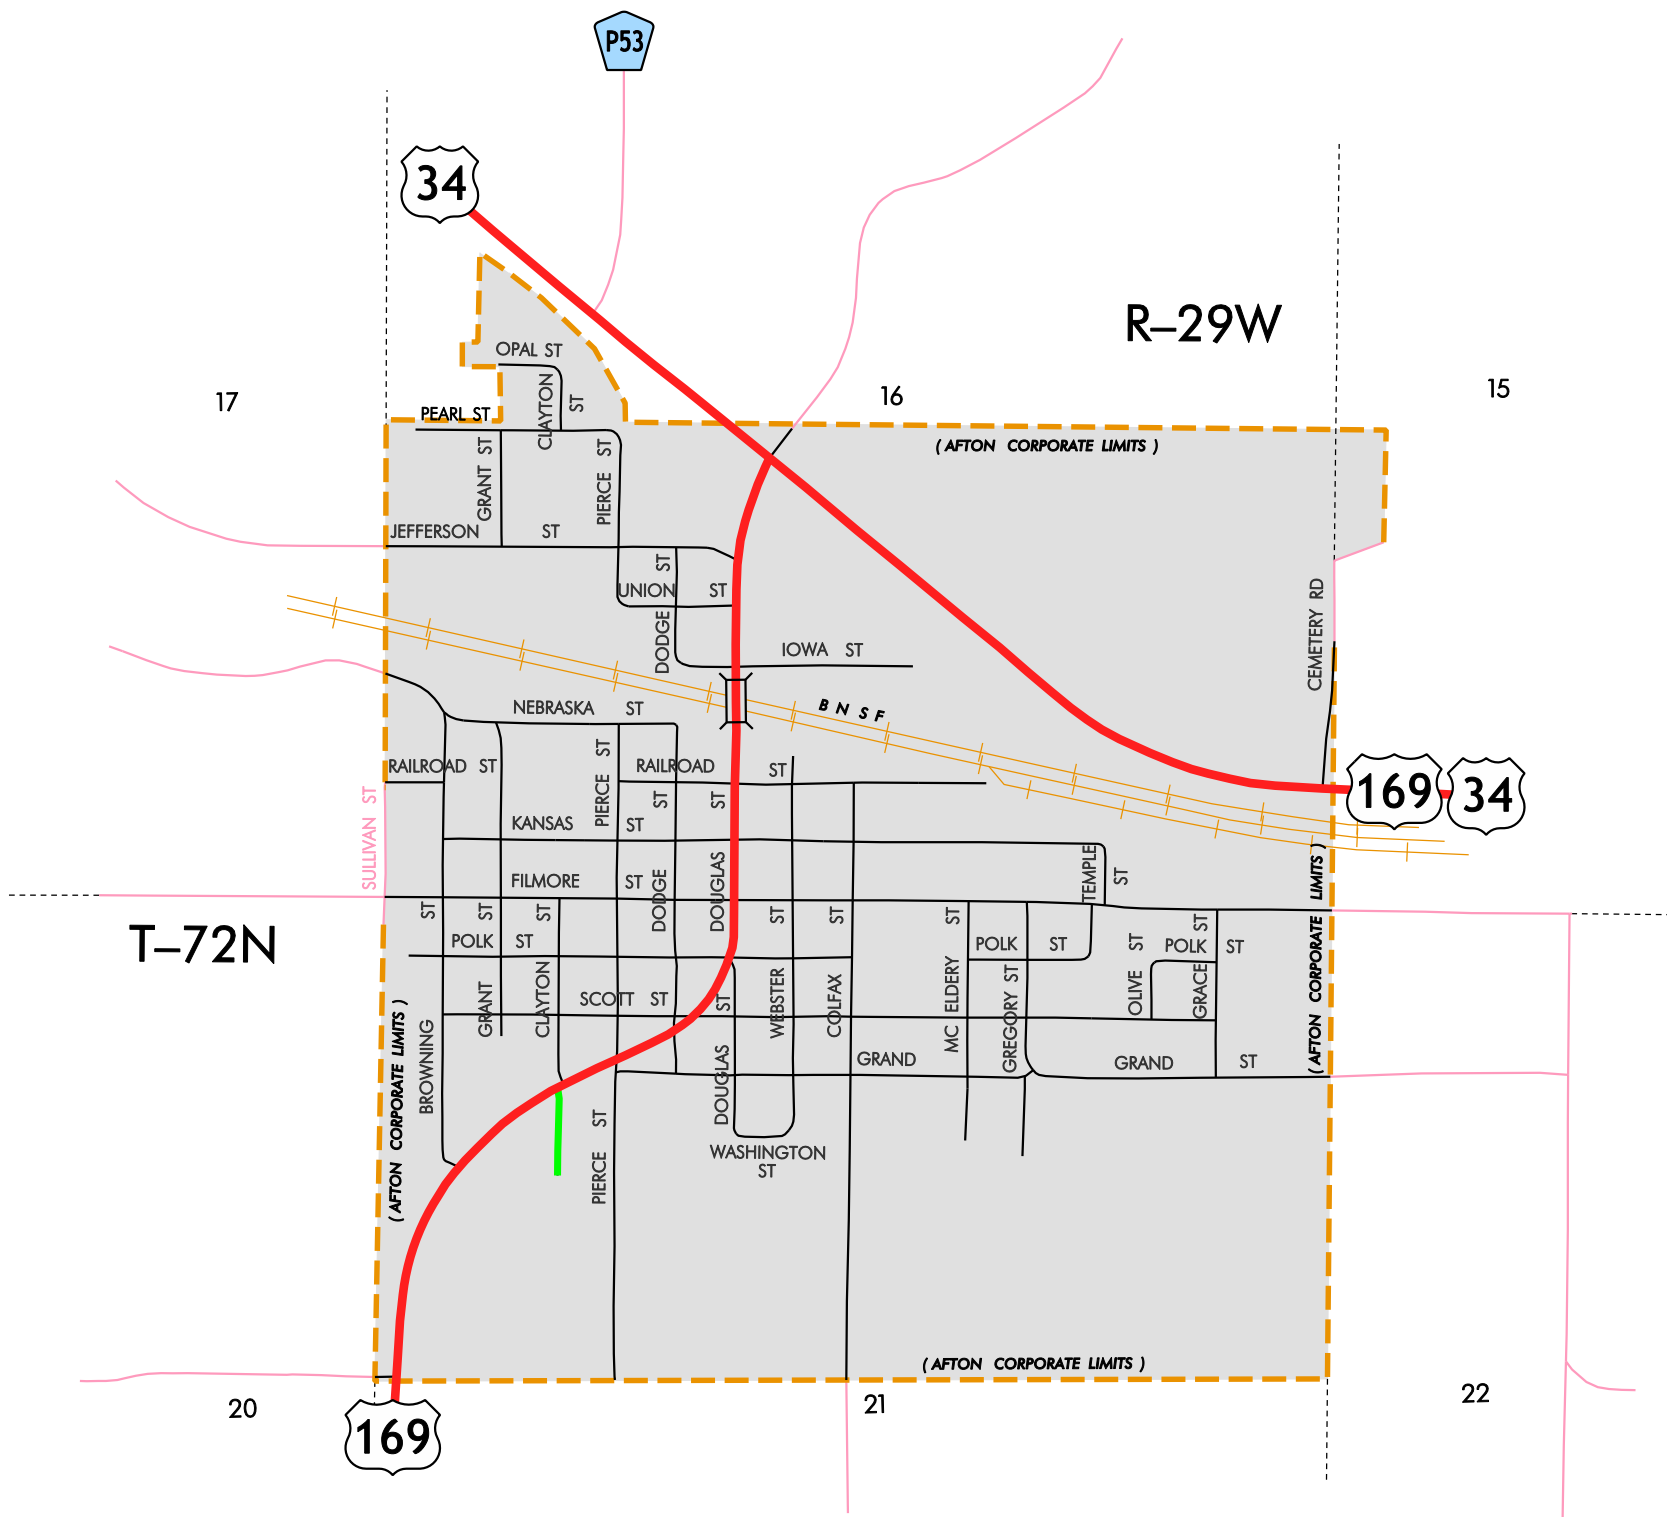 P53
34
R–29W
17
16
15
OPAL ST
CLAYTON ST
PEARL ST
( AFTON CORPORATE LIMITS )
GRANT ST
PIERCE ST
JEFFERSON ST
UNION ST
DODGE ST
IOWA ST
CEMETERY RD
NEBRASKA ST
B N S F
RAILROAD ST
RAILROAD ST
PIERCE ST
169
34
SULLIVAN ST
KANSAS ST
DODGE ST
DOUGLAS ST
FILMORE ST
TEMPLE ST
( AFTON CORPORATE LIMITS )
T–72N
BROWNING ST
GRANT ST
CLAYTON ST
POLK ST
WEBSTER ST
COLFAX ST
MC ELDERY ST
POLK ST
GREGORY ST
OLIVE ST
POLK ST
GRACE ST
SCOTT ST
DOUGLAS ST
GRAND
GRAND ST
( AFTON CORPORATE LIMITS )
PIERCE ST
WASHINGTON
ST
( AFTON CORPORATE LIMITS )
20
21
22
169